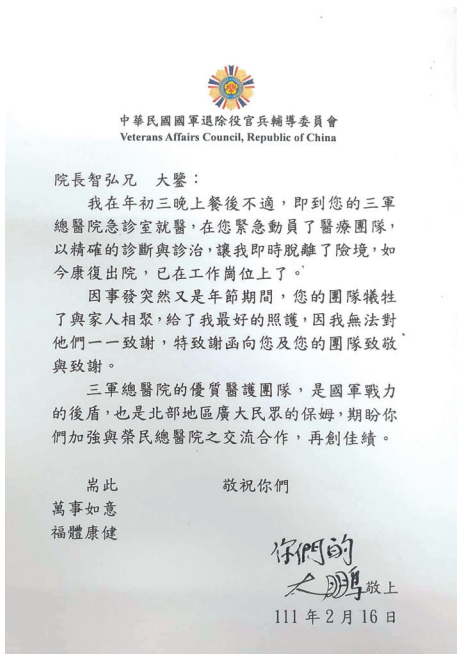 中華民國國軍退除役官兵輔導委員會
Veterans Affairs Council, Republic of China
院長智弘兄　大鑒：
我在年初三晚上餐後不適，即到您的三軍
總醫院急診室就醫，在您緊急動員了醫療團隊，
以精確的診斷與診治，讓我即時脫離了險境，如
今康復出院，已在工作崗位上了。
因事發突然又是年節期間，您的團隊犧牲
了與家人相聚，給了我最好的照護，因我無法對
他們一一致謝，特致謝函向您及您的團隊致敬
與致謝。
三軍總醫院的優質醫護團隊，是國軍戰力
的後盾，也是北部地區廣大民眾的保姆，期盼你
們加強與榮民總醫院之交流合作，再創佳績。
耑此　敬祝你們
萬事如意
福體康健
你們的
大鵬敬上
111 年 2 月 16 日